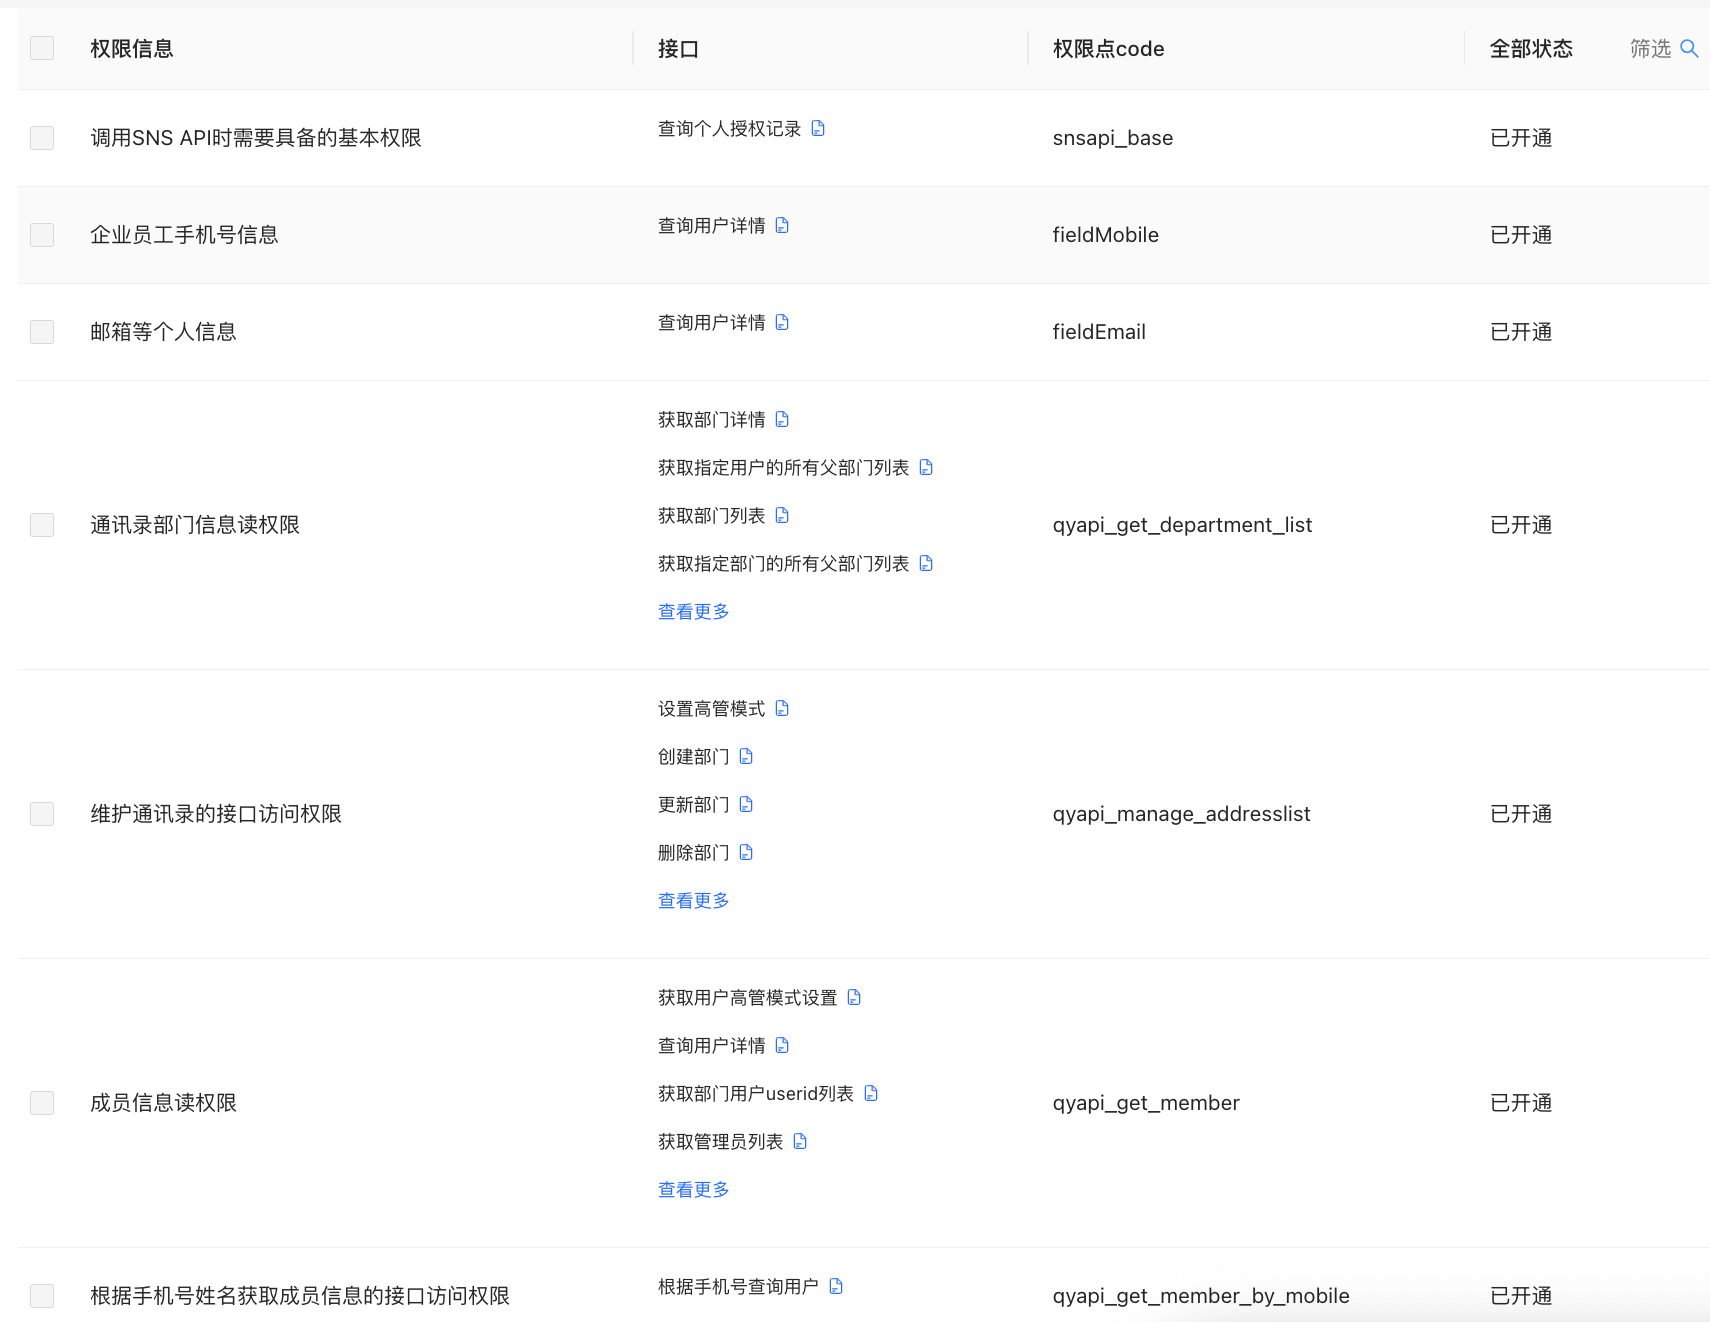 权限信息 接口 权限点code 全部状态 筛选
调用SNS API时需要具备的基本权限 查询个人授权记录 snsapi_base 已开通
企业员工手机号信息 查询用户详情 fieldMobile 已开通
邮箱等个人信息 查询用户详情 fieldEmail 已开通
获取部门详情
获取指定用户的所有父部门列表
获取部门列表
通讯录部门信息读权限 qyapi_get_department_list 已开通
获取指定部门的所有父部门列表
查看更多
设置高管模式
创建部门
更新部门
维护通讯录的接口访问权限 qyapi_manage_addresslist 已开通
删除部门
查看更多
获取用户高管模式设置
查询用户详情
获取部门用户userid列表
成员信息读权限 qyapi_get_member 已开通
获取管理员列表
查看更多
根据手机号姓名获取成员信息的接口访问权限 根据手机号查询用户 qyapi_get_member_by_mobile 已开通